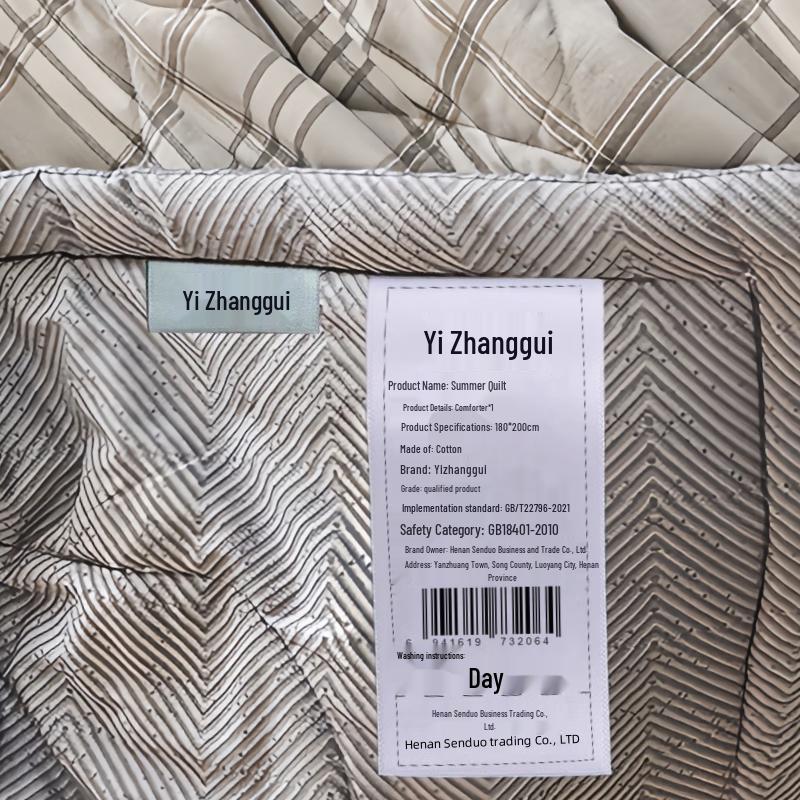 Yi Zhanggui
Yi Zhanggui
Product Name: Summer Quilt
Product Details: Comforter*1
Product Specifications: 180*200cm
Made of: Cotton
Brand: Yizhanggui
Grade: qualified product
Implementation standard: GB/T22796-2021
Safety Category: GB18401-2010
Brand Owner: Henan Senduo Business and Trade Co., Ltd
Address: Yanzhuang Town, Song County, Luoyang City, Henan
Province
6 941619 732064
Washing instructions:
Day
Henan Senduo Business Trading Co.,
Ltd.
Henan Senduo trading Co., LTD